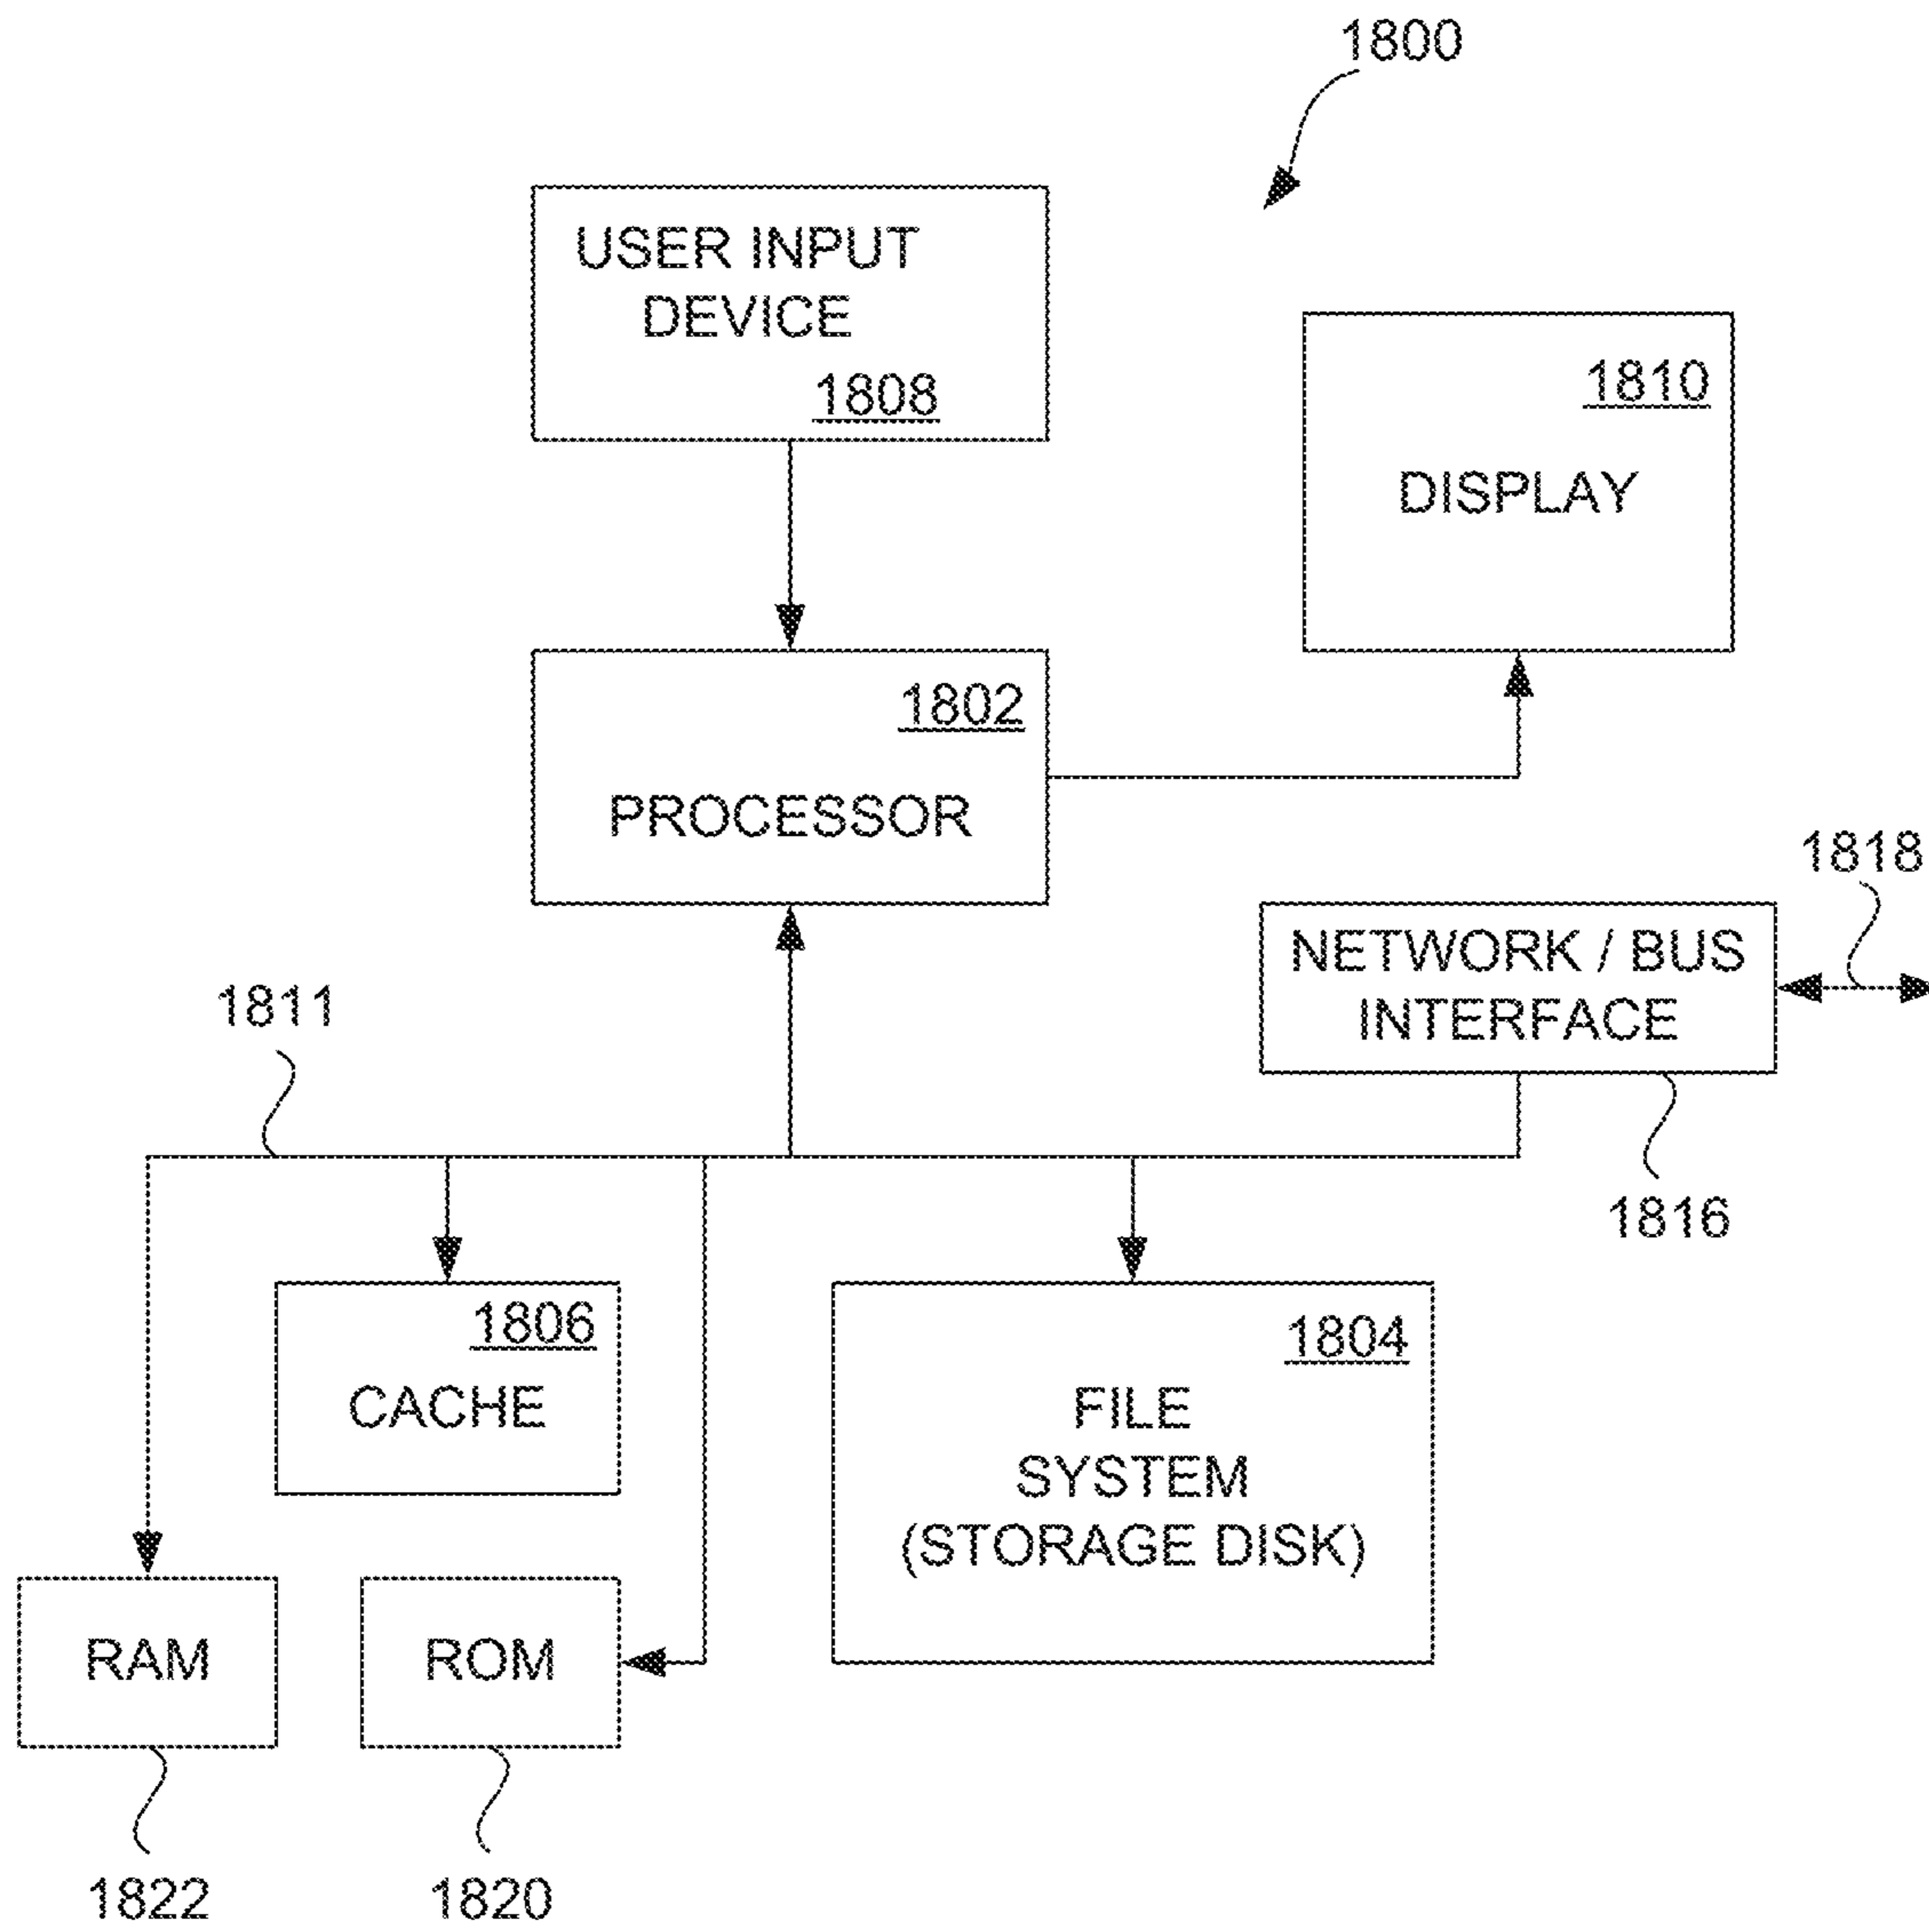 1800
USER INPUT
DEVICE
1808
1810
DISPLAY
1802
PROCESSOR
1818
NETWORK / BUS
INTERFACE
1811
1816
1806
CACHE
1804
FILE
SYSTEM
(STORAGE DISK)
RAM
ROM
1822
1820